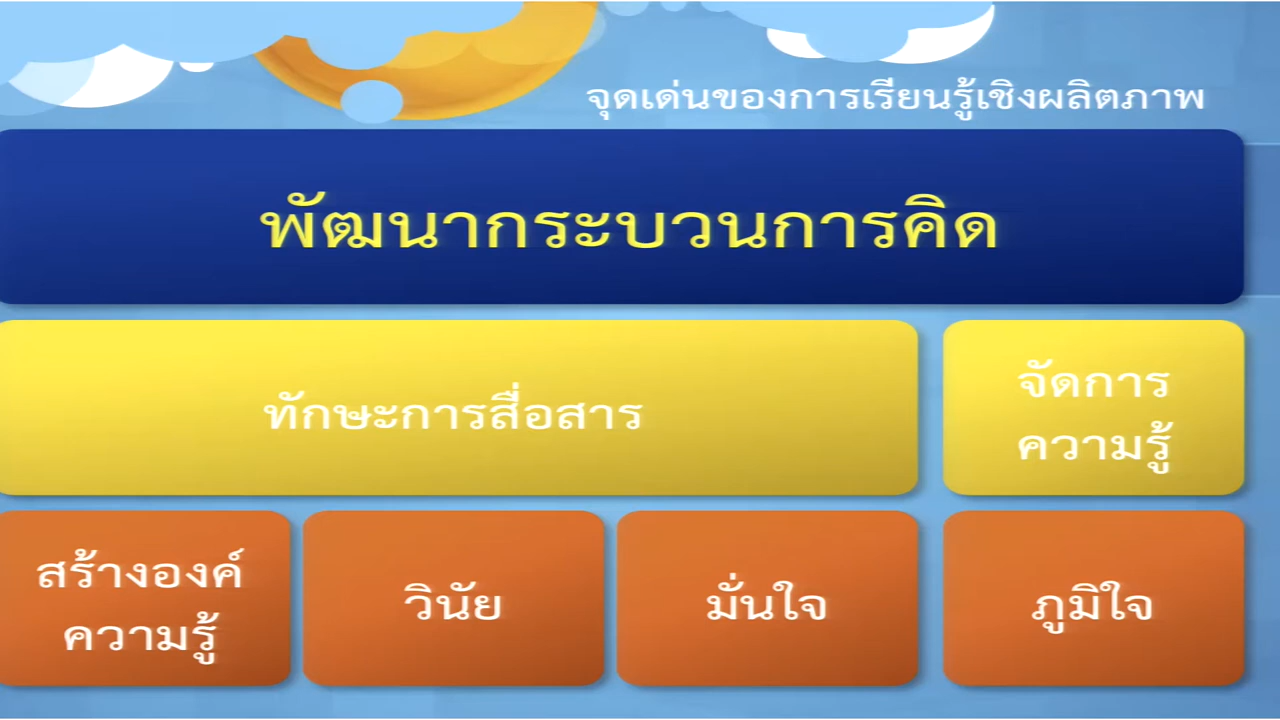 จุดเด่นของการเรียนรู้เชิงผลิตภาพ
พัฒนากระบวนการคิด
ทักษะการสื่อสาร
จัดการ
ความรู้
สร้างองค์
ความรู้
วินัย
มั่นใจ
ภูมิใจ